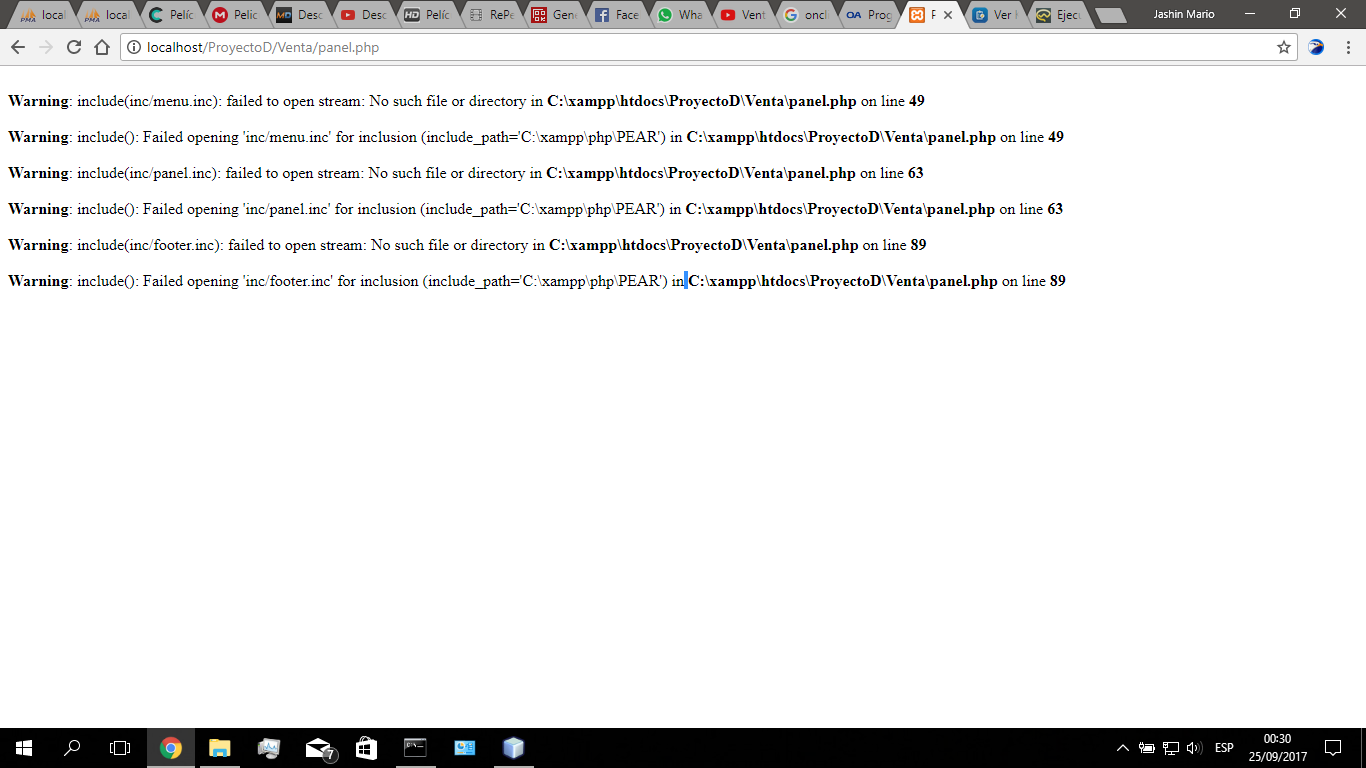 local
local
Pelíc
Pelic
Desc
Desc
HD Pelíc
RePe
Gene
Face
Wha
Vent
oncl
OA Prog
Ver
Ejecu
Jashin Mario
localhost/ProyectoD/Venta/panel.php
Warning: include(inc/menu.inc): failed to open stream: No such file or directory in C:\xampp\htdocs\ProyectoD\Venta\panel.php on line 49
Warning: include(): Failed opening 'inc/menu.inc' for inclusion (include_path='C:\xampp\php\PEAR') in C:\xampp\htdocs\ProyectoD\Venta\panel.php on line 49
Warning: include(inc/panel.inc): failed to open stream: No such file or directory in C:\xampp\htdocs\ProyectoD\Venta\panel.php on line 63
Warning: include(): Failed opening 'inc/panel.inc' for inclusion (include_path='C:\xampp\php\PEAR') in C:\xampp\htdocs\ProyectoD\Venta\panel.php on line 63
Warning: include(inc/footer.inc): failed to open stream: No such file or directory in C:\xampp\htdocs\ProyectoD\Venta\panel.php on line 89
Warning: include(): Failed opening 'inc/footer.inc' for inclusion (include_path='C:\xampp\php\PEAR') in C:\xampp\htdocs\ProyectoD\Venta\panel.php on line 89
7
ESP
00:30
25/09/2017